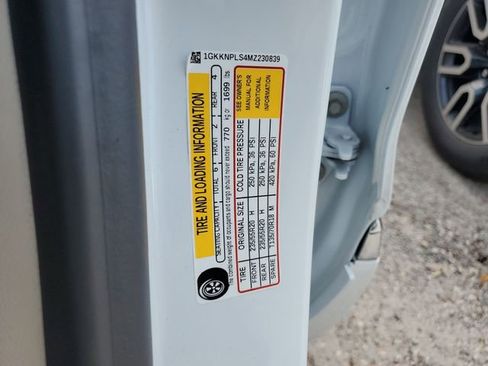 1GKKNPLS4MZ230839
TIRE AND LOADING INFORMATION
SEATING CAPACITY TOTAL 6 FRONT 2 REAR 4
The combined weight of occupants and cargo should never exceed 770 kg or 1699 lbs
TIRE ORIGINAL SIZE COLD TIRE PRESSURE
FRONT 235/55R20 H 250 kPa, 36 PSI
REAR 235/55R20 H 250 kPa, 36 PSI
SPARE T135/70R18 M 420 kPa, 60 PSI
SEE OWNER'S
MANUAL FOR
ADDITIONAL
INFORMATION